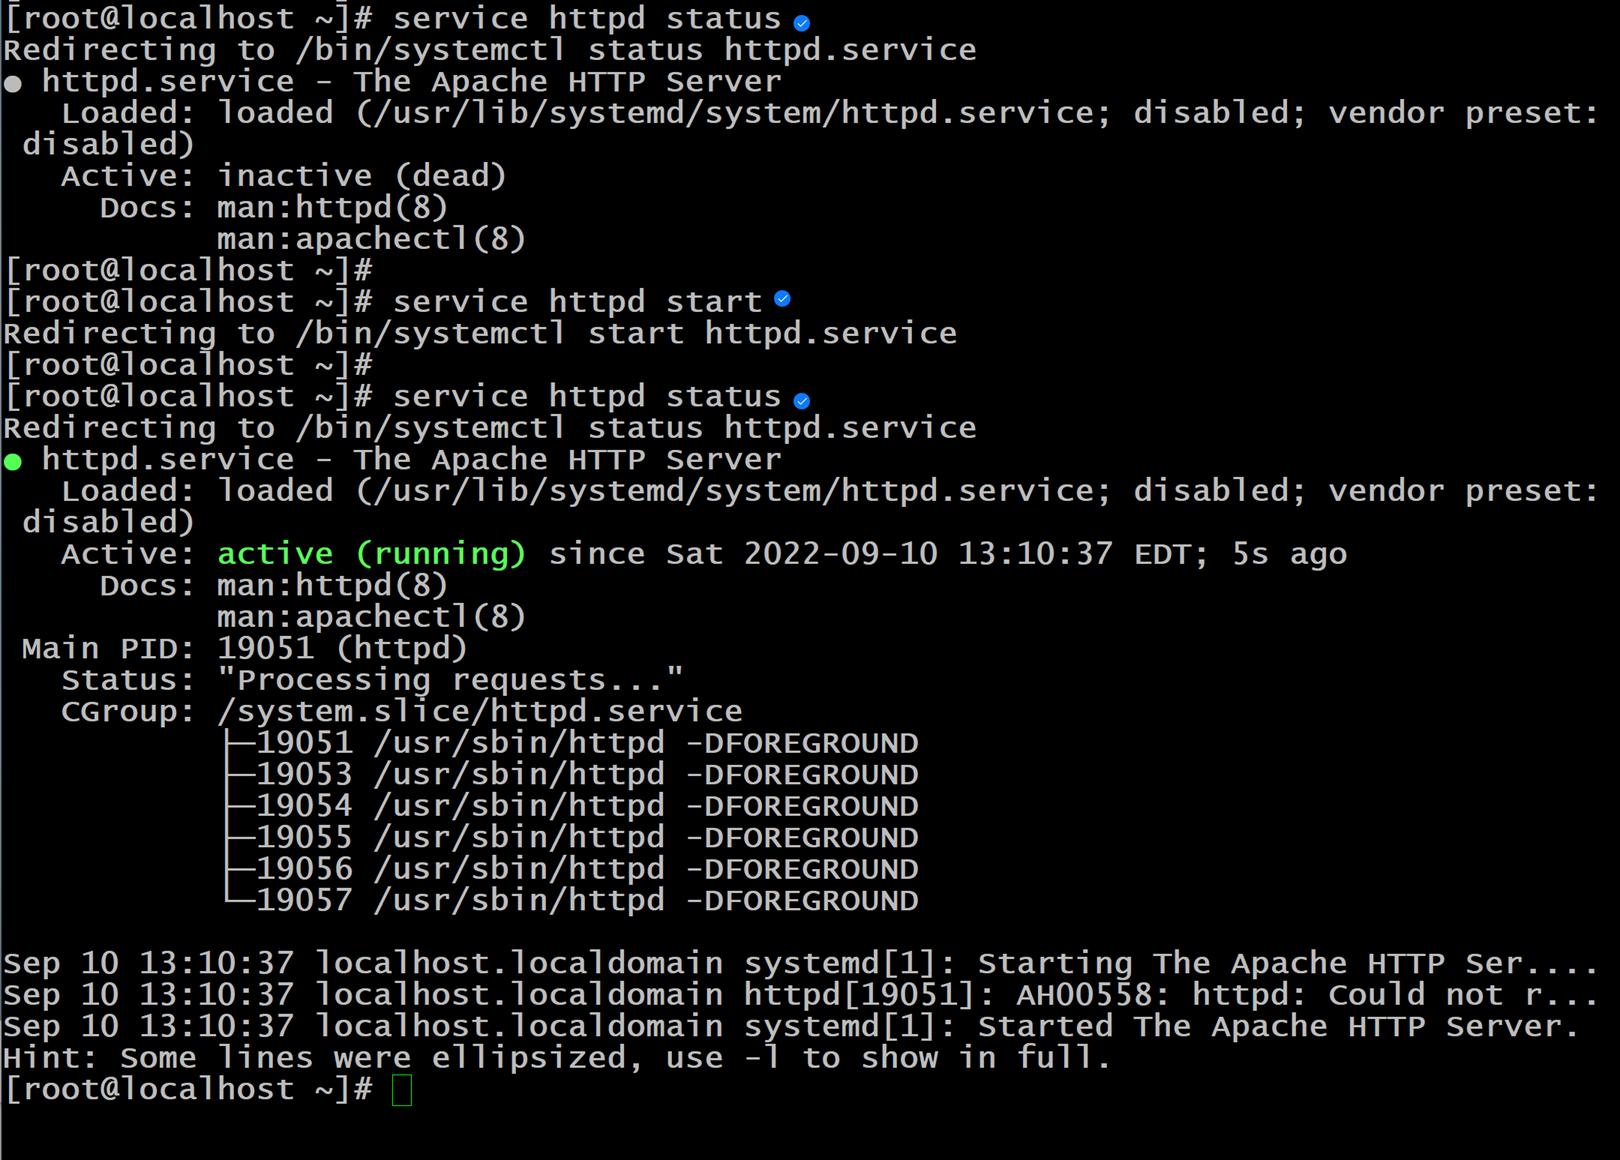 [root@localhost ~]# service httpd status
Redirecting to /bin/systemctl status httpd.service
● httpd.service - The Apache HTTP Server
   Loaded: loaded (/usr/lib/systemd/system/httpd.service; disabled; vendor preset:
 disabled)
   Active: inactive (dead)
     Docs: man:httpd(8)
           man:apachectl(8)
[root@localhost ~]#
[root@localhost ~]# service httpd start
Redirecting to /bin/systemctl start httpd.service
[root@localhost ~]#
[root@localhost ~]# service httpd status
Redirecting to /bin/systemctl status httpd.service
● httpd.service - The Apache HTTP Server
   Loaded: loaded (/usr/lib/systemd/system/httpd.service; disabled; vendor preset:
 disabled)
   Active: active (running) since Sat 2022-09-10 13:10:37 EDT; 5s ago
     Docs: man:httpd(8)
           man:apachectl(8)
 Main PID: 19051 (httpd)
   Status: "Processing requests..."
   CGroup: /system.slice/httpd.service
           ├─19051 /usr/sbin/httpd -DFOREGROUND
           ├─19053 /usr/sbin/httpd -DFOREGROUND
           ├─19054 /usr/sbin/httpd -DFOREGROUND
           ├─19055 /usr/sbin/httpd -DFOREGROUND
           ├─19056 /usr/sbin/httpd -DFOREGROUND
           └─19057 /usr/sbin/httpd -DFOREGROUND
Sep 10 13:10:37 localhost.localdomain systemd[1]: Starting The Apache HTTP Ser....
Sep 10 13:10:37 localhost.localdomain httpd[19051]: AH00558: httpd: Could not r...
Sep 10 13:10:37 localhost.localdomain systemd[1]: Started The Apache HTTP Server.
Hint: Some lines were ellipsized, use -l to show in full.
[root@localhost ~]#